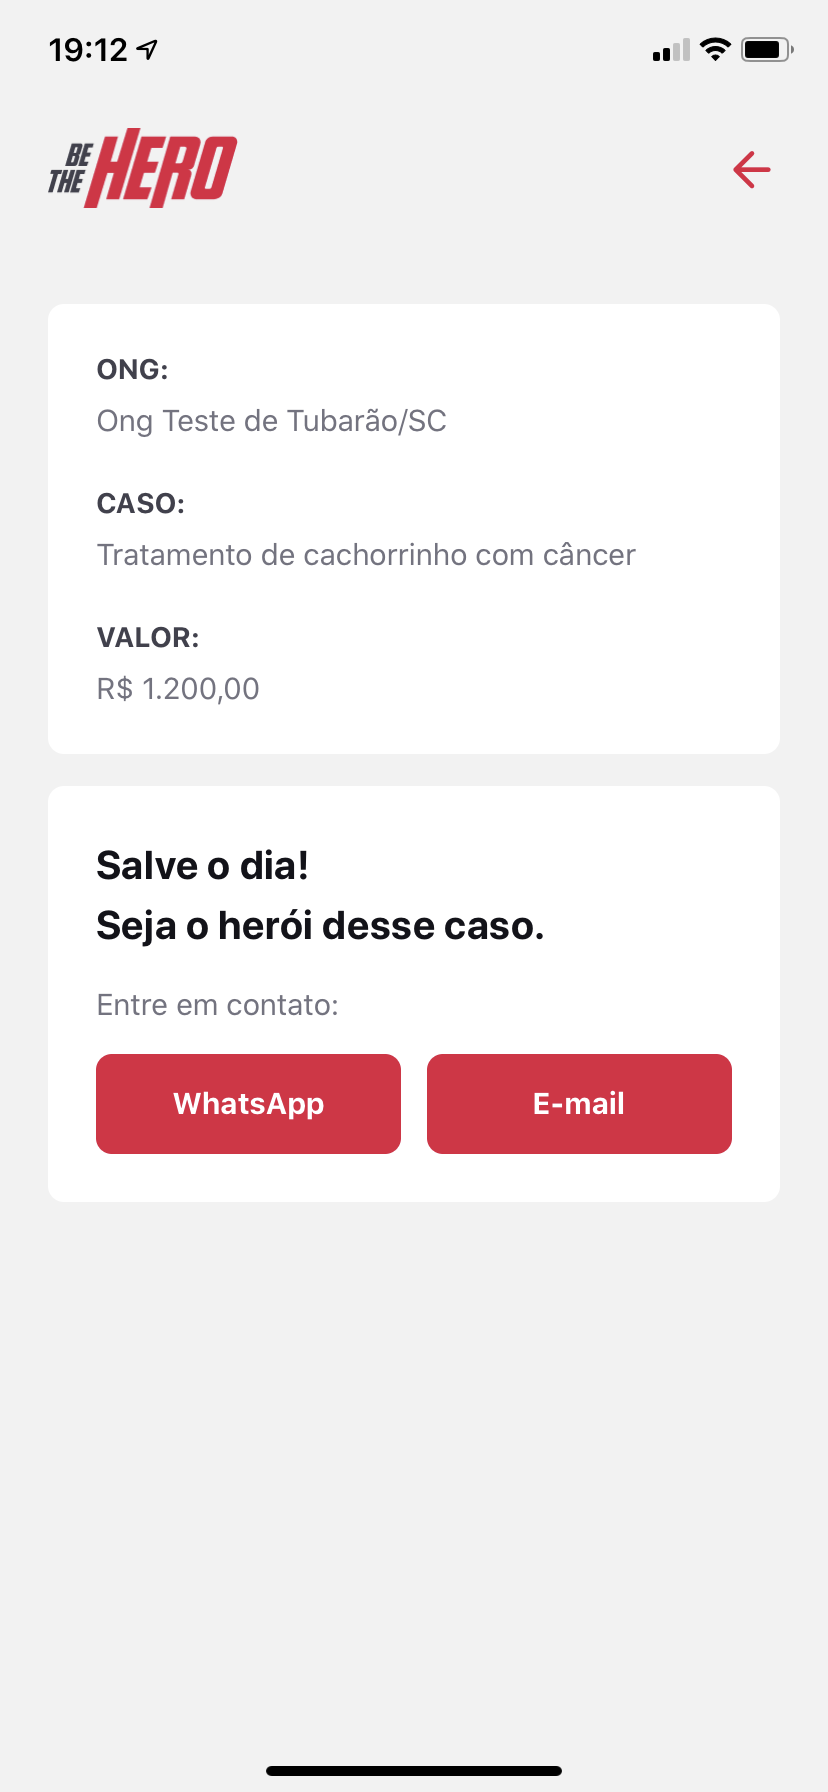 19:12
BE
THE HERO
ONG:
Ong Teste de Tubarão/SC
CASO:
Tratamento de cachorrinho com câncer
VALOR:
R$ 1.200,00
Salve o dia!
Seja o herói desse caso.
Entre em contato:
WhatsApp
E-mail